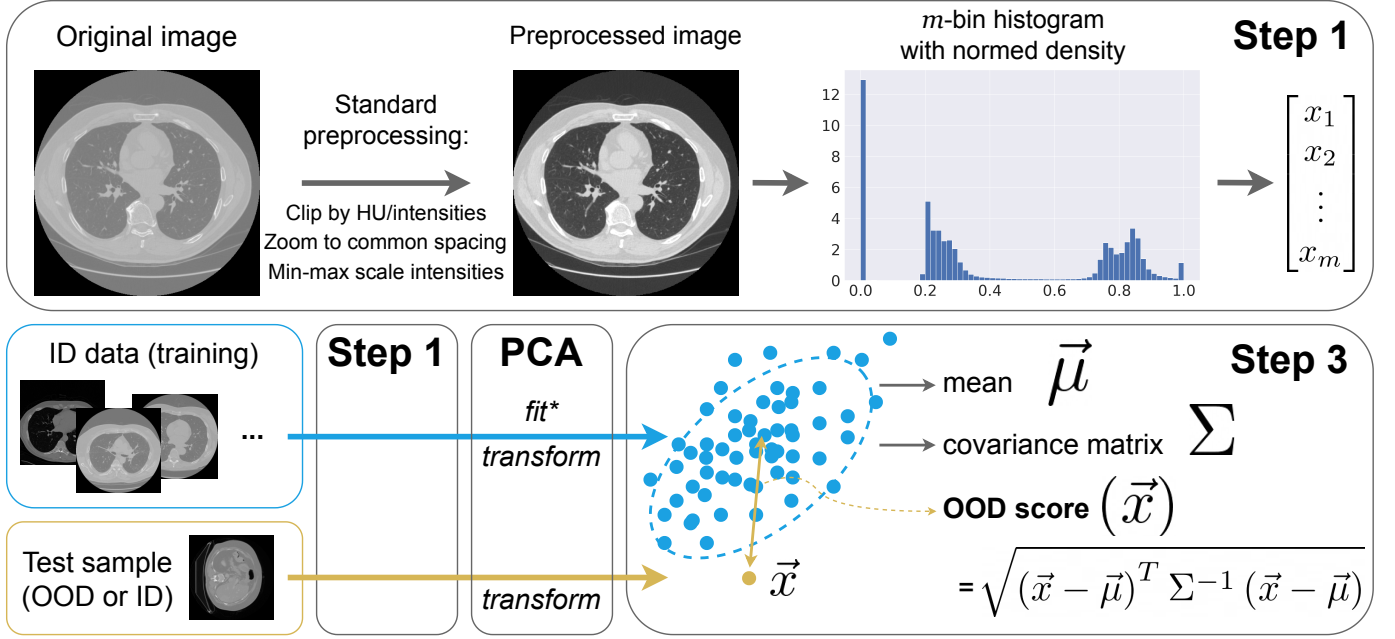 Original image
Standard
preprocessing:
Clip by HU/intensities
Zoom to common spacing
Min-max scale intensities
Preprocessed image
m-bin histogram
with normed density
12
10
8
6
4
2
0
0.0 0.2 0.4 0.6 0.8 1.0
Step 1
x₁
x₂
⋮
xₘ
ID data (training)
...
Test sample
(OOD or ID)
Step 1
PCA
fit*
transform
transform
Step 3
mean μ⃗
covariance matrix Σ
OOD score (x⃗)
x⃗
= √(x⃗ − μ⃗)ᵀ Σ⁻¹ (x⃗ − μ⃗)